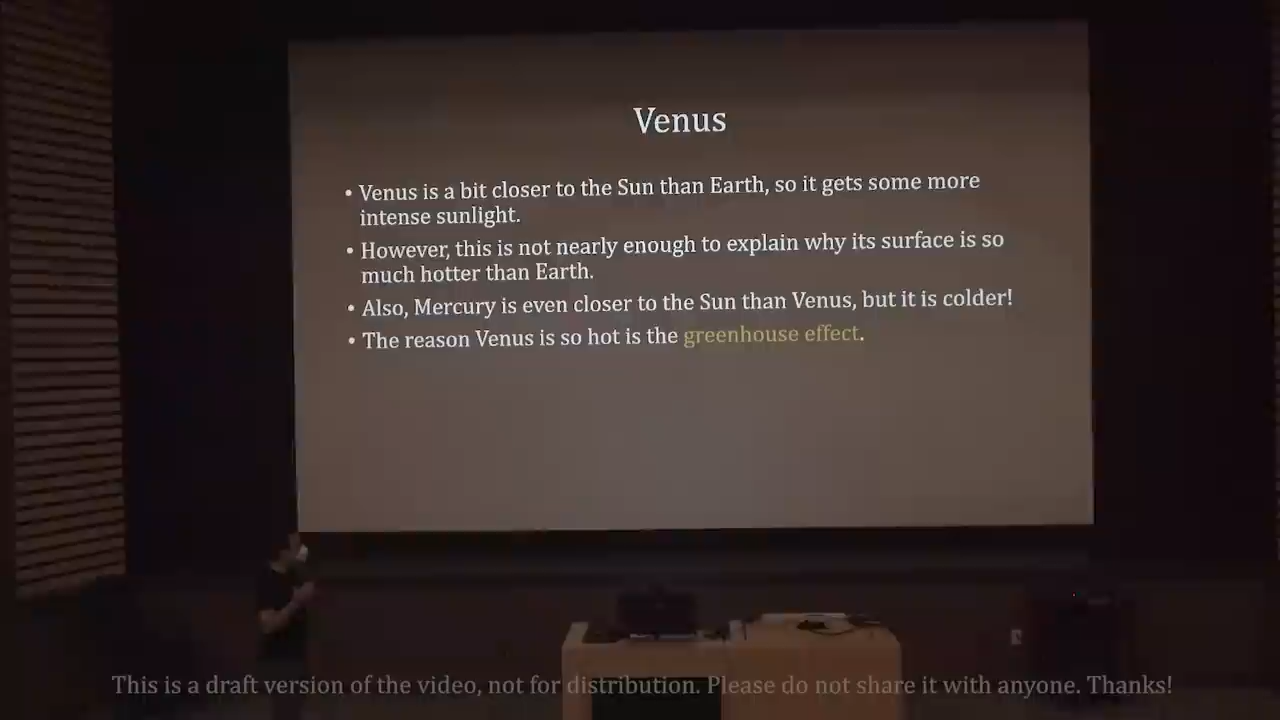 Venus
• Venus is a bit closer to the Sun than Earth, so it gets some more
intense sunlight.
• However, this is not nearly enough to explain why its surface is so
much hotter than Earth.
• Also, Mercury is even closer to the Sun than Venus, but it is colder!
• The reason Venus is so hot is the greenhouse effect.
This is a draft version of the video, not for distribution. Please do not share it with anyone. Thanks!